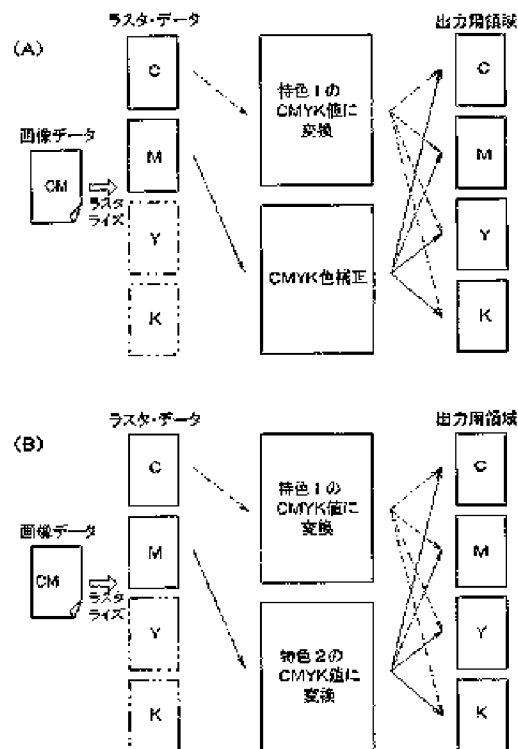 (A)
ラスタ・データ
出力用領域
C
特色1の
CMYK値に
変換
C
画像データ
CM
ラスタ
ライズ
M
M
Y
CMYK色補正
Y
K
K
(B)
ラスタ・データ
出力用領域
C
特色1の
CMYK値に
変換
C
画像データ
CM
ラスタ
ライズ
M
M
Y
特色2の
CMYK値に
変換
Y
K
K